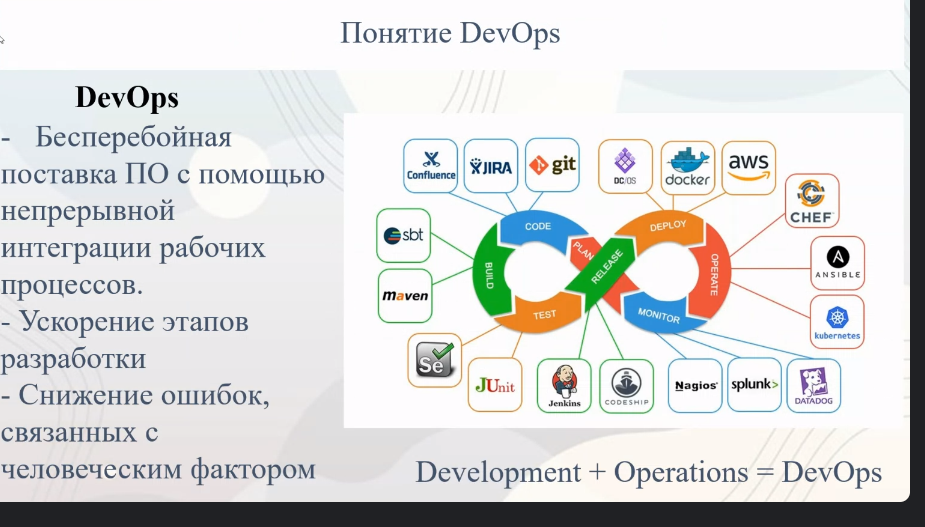 Понятие DevOps
DevOps
- Бесперебойная
поставка ПО с помощью
непрерывной
интеграции рабочих
процессов.
- Ускорение этапов
разработки
- Снижение ошибок,
связанных с
человеческим фактором
Confluence
JIRA
git
DC/OS
docker
aws
CHEF
sbt
CODE
DEPLOY
PLAN
RELEASE
BUILD
OPERATE
ANSIBLE
maven
TEST
MONITOR
kubernetes
Se
JUnit
Jenkins
CODESHIP
Nagios®
splunk>
DATADOG
Development + Operations = DevOps